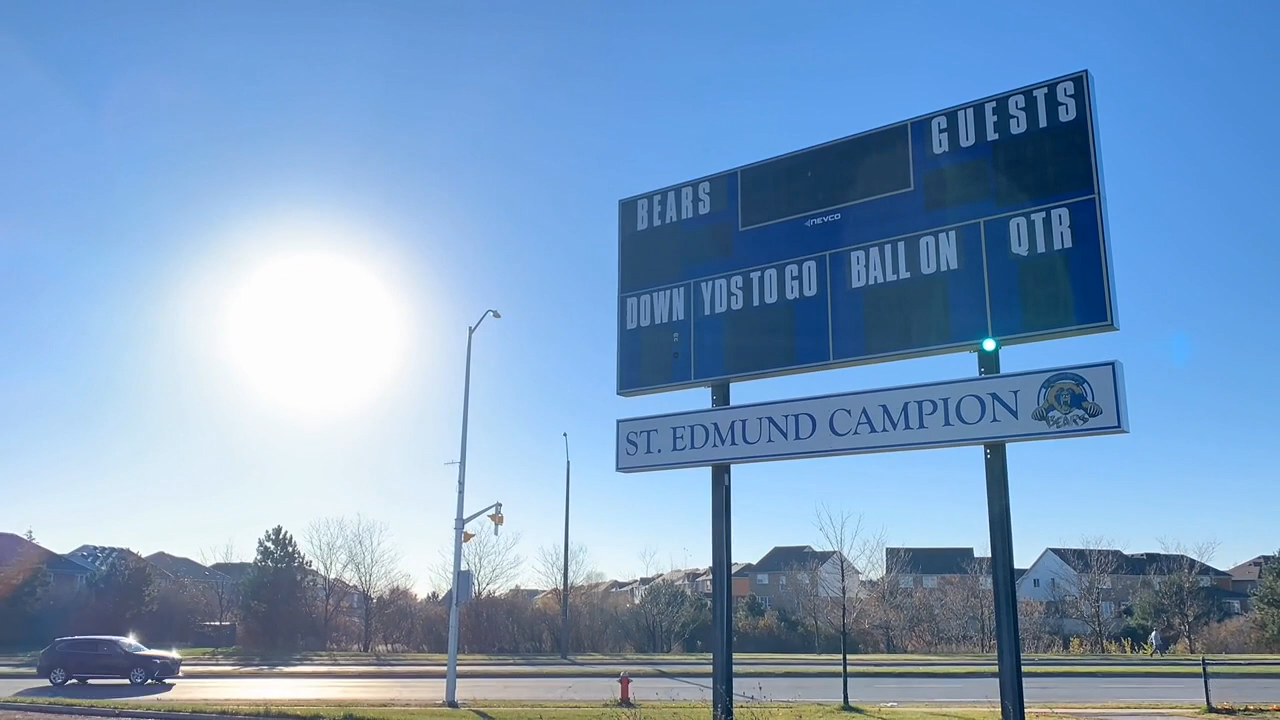 BEARS
GUESTS
NEVCO
DOWN
YDS TO GO
BALL ON
QTR
ST. EDMUND CAMPION
BEARS